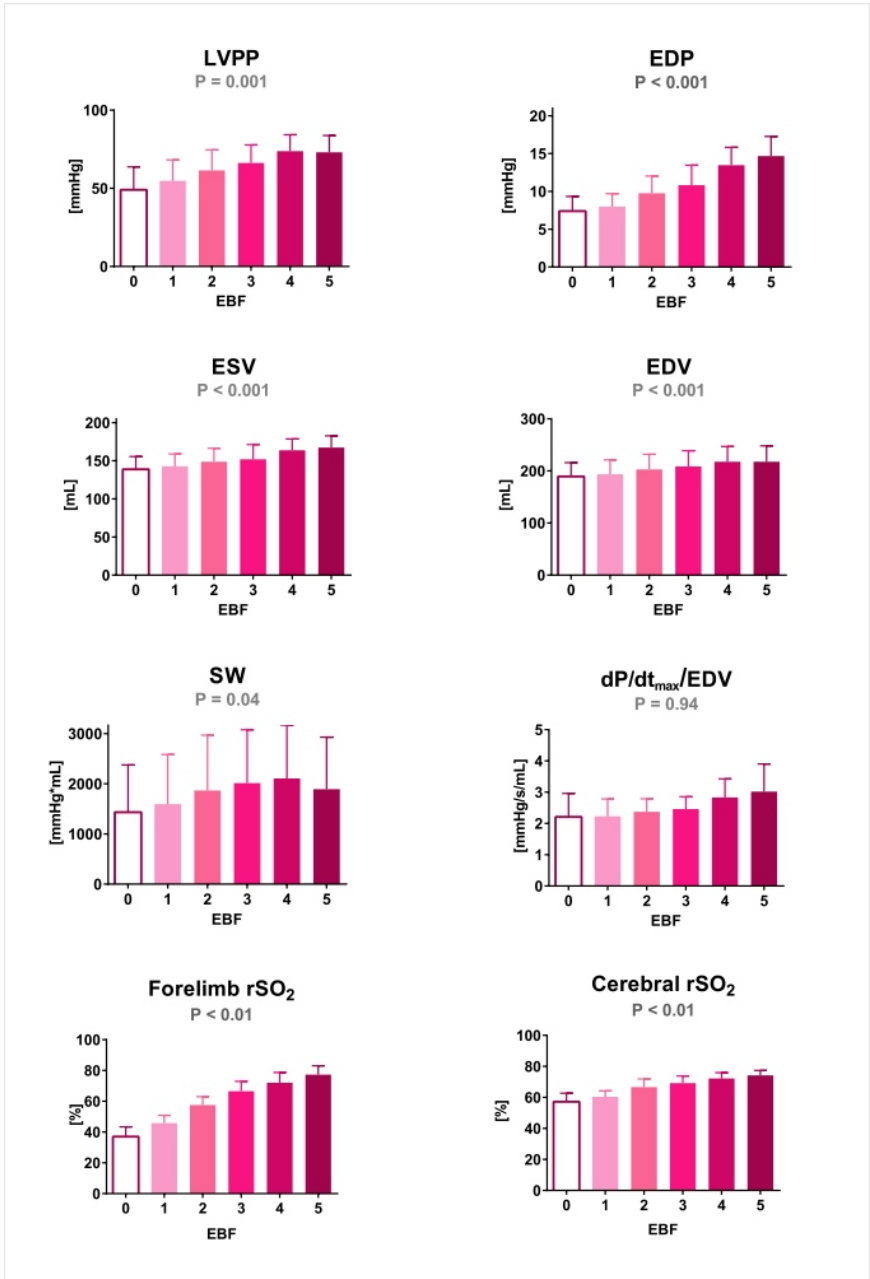 LVPP
P = 0.001
100
50
0
[mmHg]
0 1 2 3 4 5
EBF
EDP
P < 0.001
20
15
10
5
0
[mmHg]
0 1 2 3 4 5
EBF
ESV
P < 0.001
200
150
100
50
0
[mL]
0 1 2 3 4 5
EBF
EDV
P < 0.001
300
200
100
0
[mL]
0 1 2 3 4 5
EBF
SW
P = 0.04
3000
2000
1000
0
[mmHg*mL]
0 1 2 3 4 5
EBF
dP/dtmax/EDV
P = 0.94
5
4
3
2
1
0
[mmHg/s/mL]
0 1 2 3 4 5
EBF
Forelimb rSO₂
P < 0.01
100
80
60
40
20
0
[%]
0 1 2 3 4 5
EBF
Cerebral rSO₂
P < 0.01
100
80
60
40
20
0
[%]
0 1 2 3 4 5
EBF